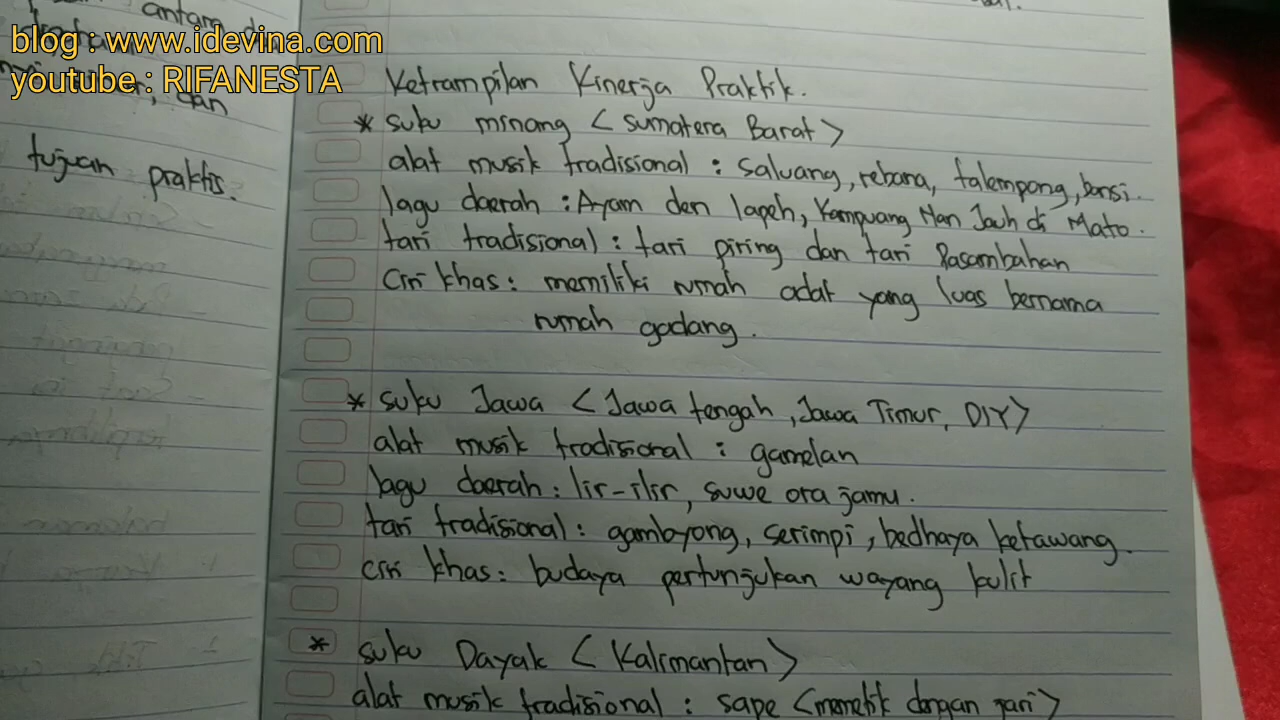 antara
blog : www.idevina.com
youtube : RIFANESTA
dan
tujuan praktis.
Ketrampilan Kinerja Praktik.
* suku minang < Sumatera Barat >
alat musik tradisional : saluang, rebana, talempong, bansi.
lagu daerah : Ayam den lapeh, Kampuang Nan Jauh di Mato.
tari tradisional : tari piring dan tari Pasambahan
ciri khas : memiliki rumah adat yang luas bernama
rumah gadang.
* suku Jawa < Jawa tengah, Jawa Timur, DIY >
alat musik tradisional : gamelan
lagu daerah : lir-ilir, suwe ora jamu.
tari tradisional : gambyong, serimpi, bedhaya ketawang.
ciri khas : budaya pertunjukan wayang kulit
* suku Dayak < Kalimantan >
alat musik tradisional : sape < memetik dengan jari >